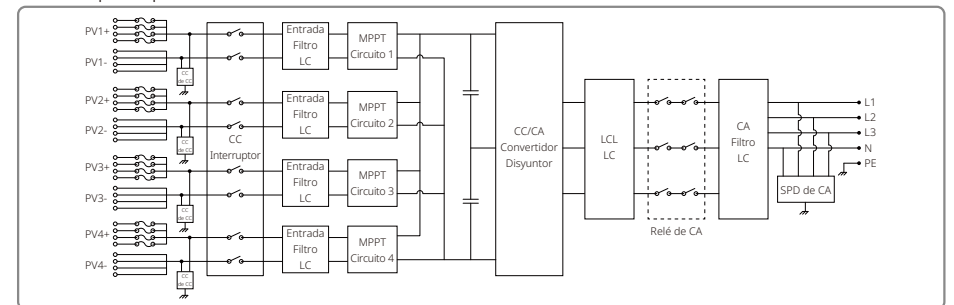 PV1+
PV1-
CC
de CC
Entrada
Filtro
LC
MPPT
Circuito 1
PV2+
PV2-
CC
de CC
Entrada
Filtro
LC
MPPT
Circuito 2
CC
Interruptor
PV3+
PV3-
CC
de CC
Entrada
Filtro
LC
MPPT
Circuito 3
PV4+
PV4-
CC
de CC
Entrada
Filtro
LC
MPPT
Circuito 4
CC/CA
Convertidor
Disyuntor
LCL
LC
Relé de CA
CA
Filtro
LC
L1
L2
L3
N
PE
SPD de CA